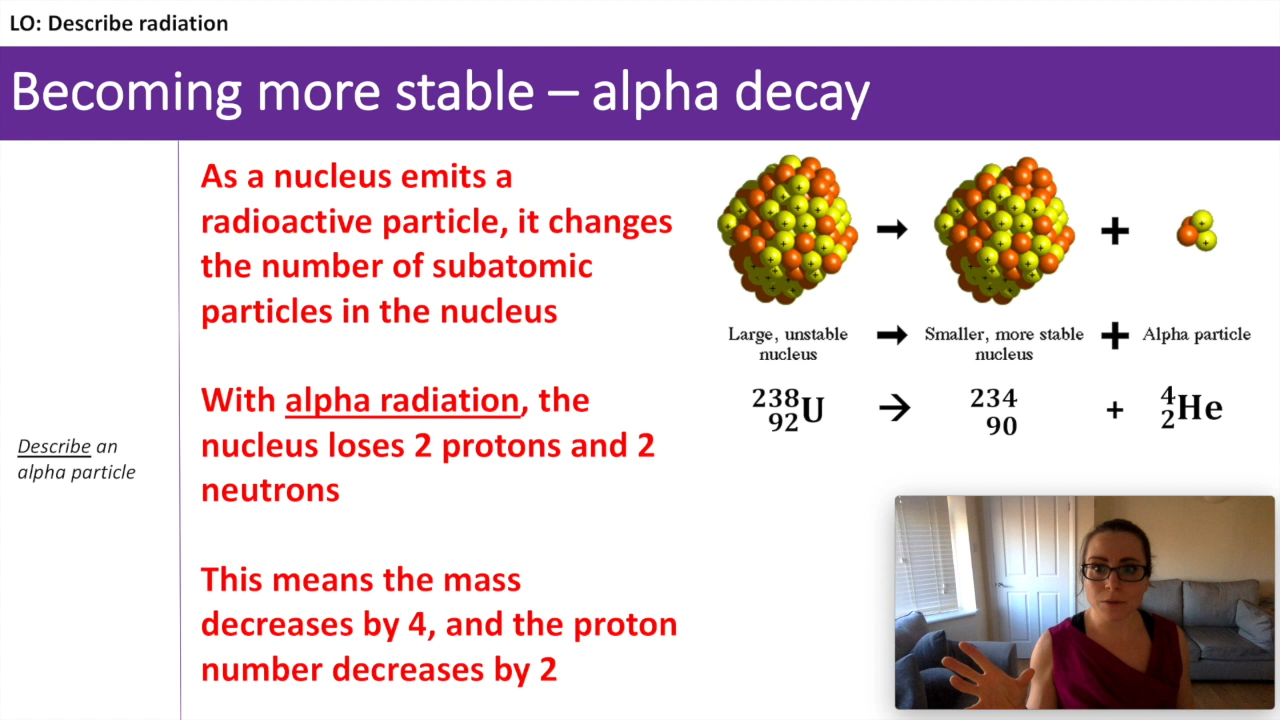 LO: Describe radiation
Becoming more stable – alpha decay
As a nucleus emits a
radioactive particle, it changes
the number of subatomic
particles in the nucleus
With alpha radiation, the
nucleus loses 2 protons and 2
neutrons
This means the mass
decreases by 4, and the proton
number decreases by 2
Describe an
alpha particle
Large, unstable
nucleus
→
Smaller, more stable
nucleus
+
Alpha particle
238
92 U
→
234
90
+
4
2 He